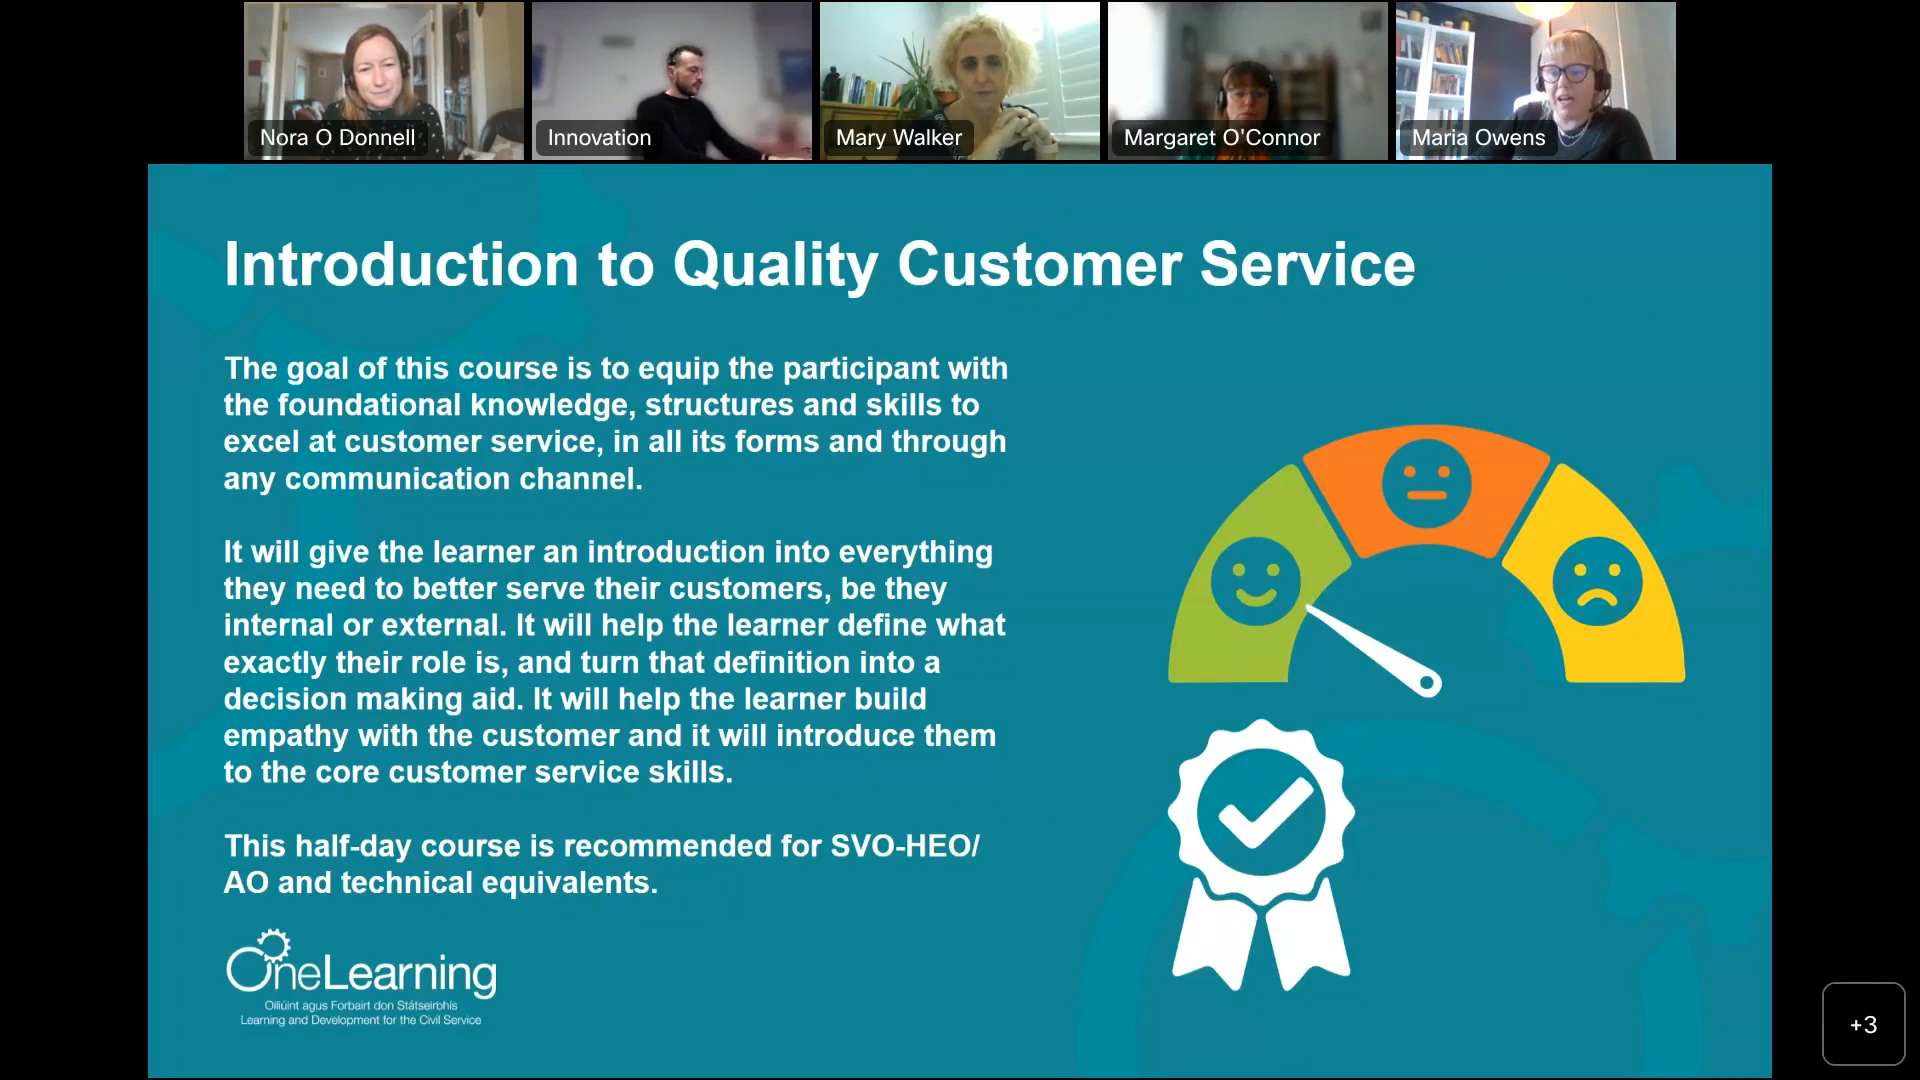 Nora O Donnell
Innovation
Mary Walker
Margaret O'Connor
Maria Owens
Introduction to Quality Customer Service
The goal of this course is to equip the participant with
the foundational knowledge, structures and skills to
excel at customer service, in all its forms and through
any communication channel.
It will give the learner an introduction into everything
they need to better serve their customers, be they
internal or external. It will help the learner define what
exactly their role is, and turn that definition into a
decision making aid. It will help the learner build
empathy with the customer and it will introduce them
to the core customer service skills.
This half-day course is recommended for SVO-HEO/
AO and technical equivalents.
OneLearning
Oiliúint agus Forbairt don Státseirbhís
Learning and Development for the Civil Service
+3